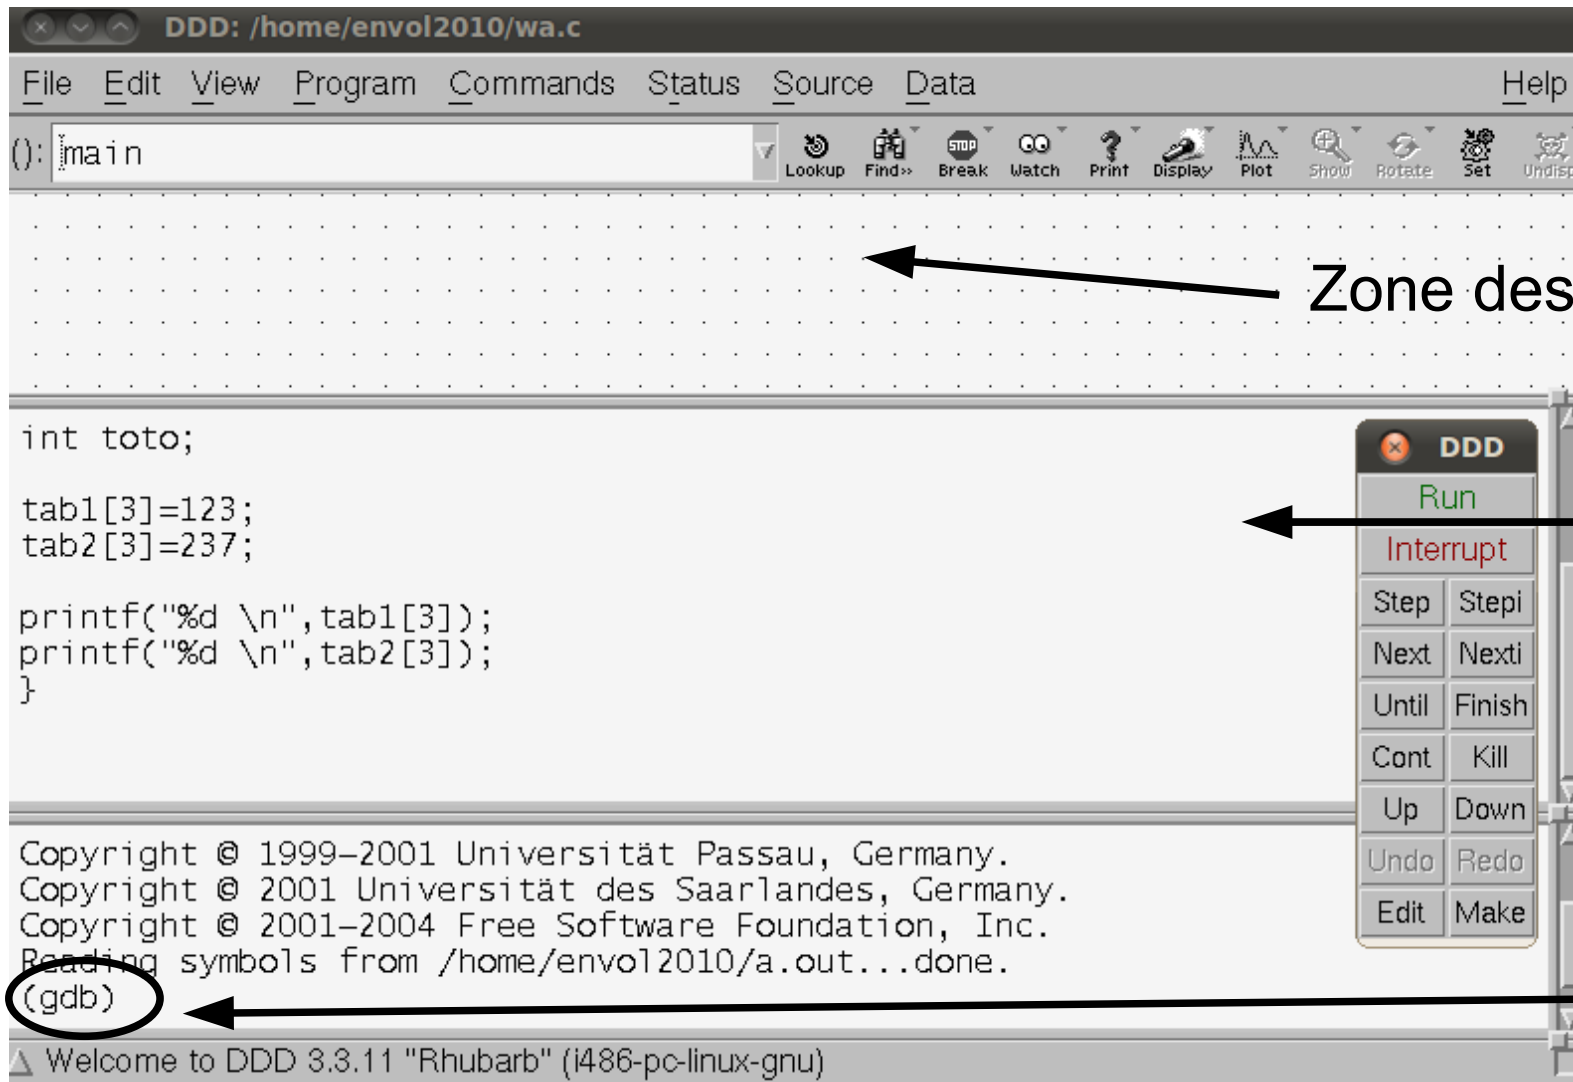 DDD: /home/envol2010/wa.c
File Edit View Program Commands Status Source Data Help
(): main
Lookup Find» Break Watch Print Display Plot Show Rotate Set Undisp
STOP
Zone des
int toto;
tab1[3]=123;
tab2[3]=237;
printf("%d \n",tab1[3]);
printf("%d \n",tab2[3]);
}
DDD
Run
Interrupt
Step Stepi
Next Nexti
Until Finish
Cont Kill
Up Down
Undo Redo
Edit Make
Copyright © 1999-2001 Universität Passau, Germany.
Copyright © 2001 Universität des Saarlandes, Germany.
Copyright © 2001-2004 Free Software Foundation, Inc.
Reading symbols from /home/envol2010/a.out...done.
(gdb)
Welcome to DDD 3.3.11 "Rhubarb" (i486-pc-linux-gnu)